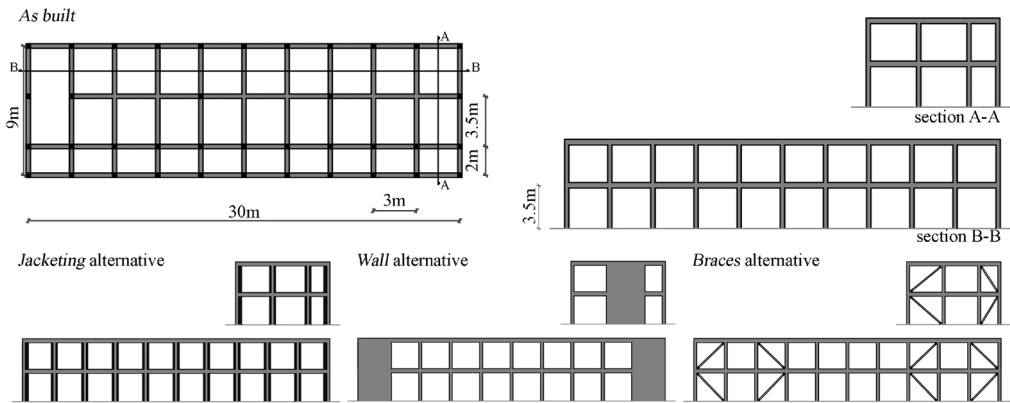 As built
A
B
B
9m
3.5m
2m
A
3m
30m
section A-A
3.5m
section B-B
Jacketing alternative
Wall alternative
Braces alternative